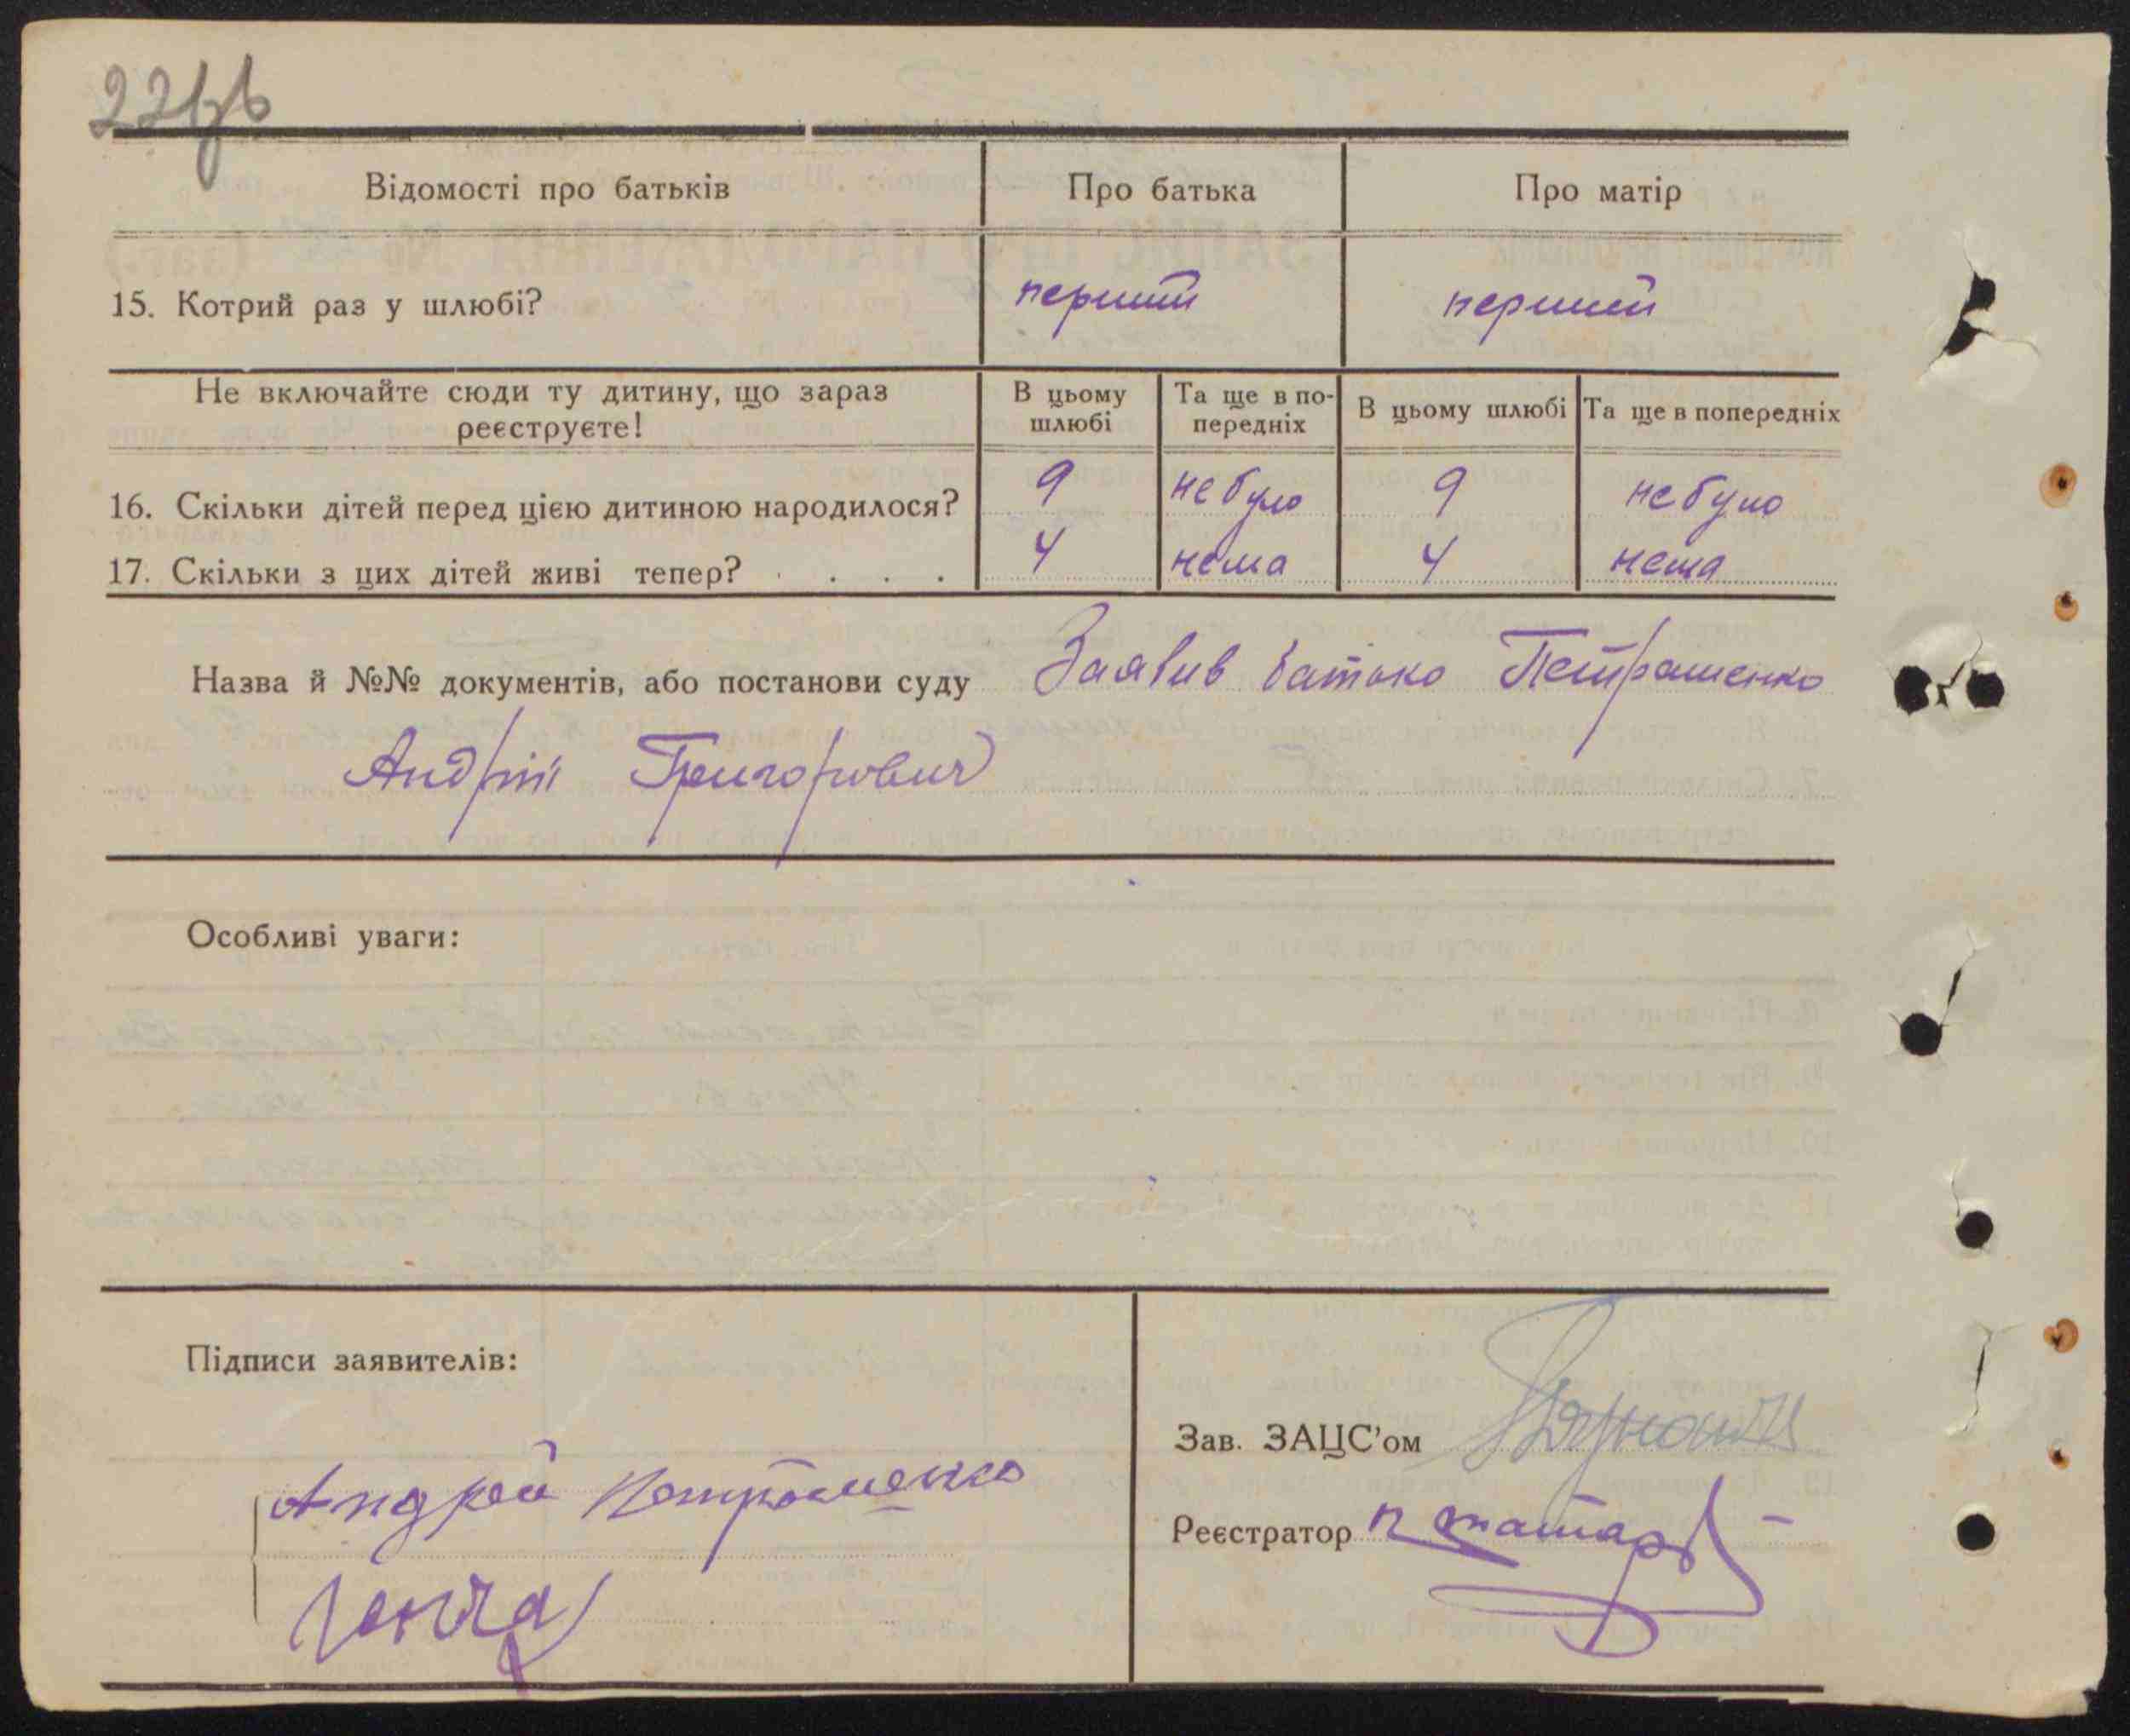 22зв
Відомості про батьків
Про батька
Про матір
15. Котрий раз у шлюбі?
перший
перший
Не включайте сюди ту дитину, що зараз
реєструєте!
В цьому шлюбі
Та ще в попередніх
В цьому шлюбі
Та ще в попередніх
16. Скільки дітей перед цією дитиною народилося?
9
не було
9
не було
17. Скільки з цих дітей живі тепер? . . . .
4
нема
4
нема
Назва й №№ документів, або постанови суду Заявив батько Петрашенко
Андрій Григорович
Особливі уваги:
Підписи заявителів:
Андрей Петрашенко
Зав. ЗАЦС'ом
Реєстратор